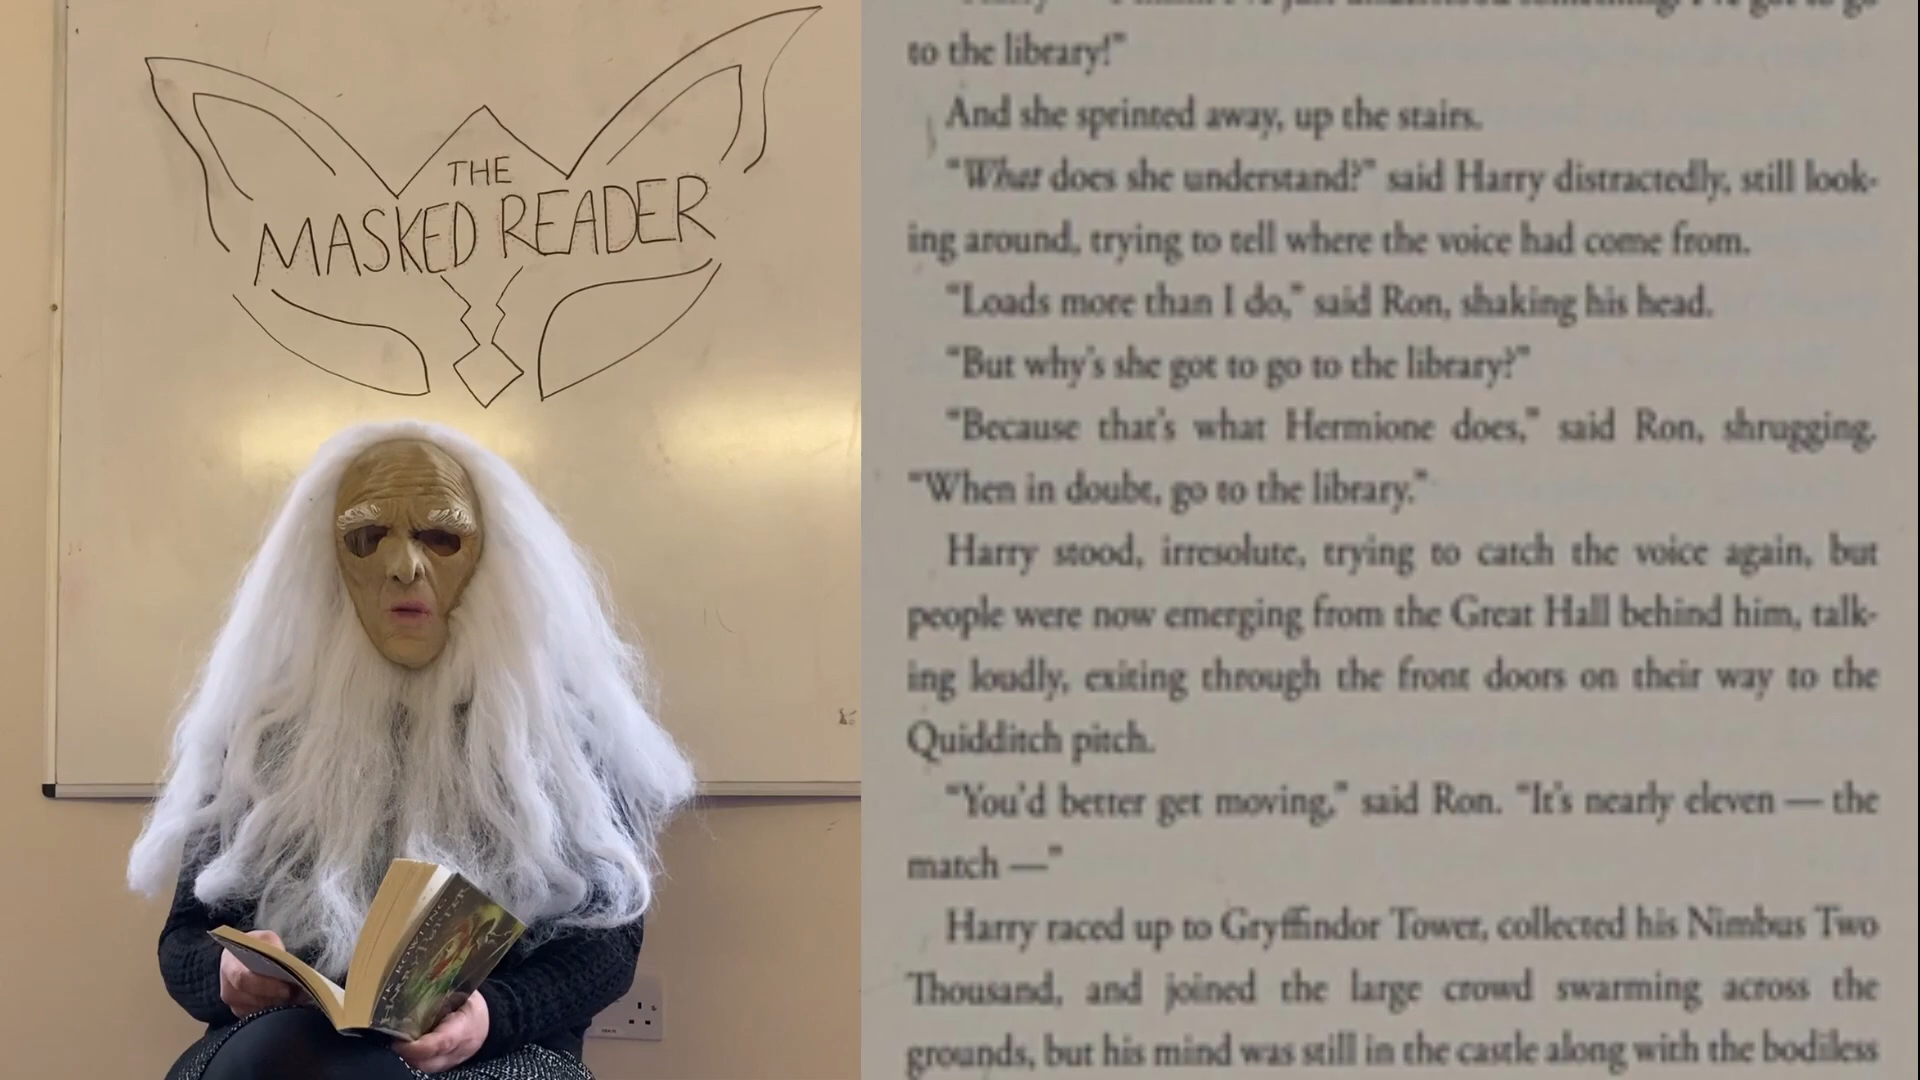 THE
MASKED READER
J.K. ROWLING
HARRY POTTER
to the library!”
And she sprinted away, up the stairs.
“What does she understand?” said Harry distractedly, still look-
ing around, trying to tell where the voice had come from.
“Loads more than I do,” said Ron, shaking his head.
“But why’s she got to go to the library?”
“Because that’s what Hermione does,” said Ron, shrugging.
“When in doubt, go to the library.”
Harry stood, irresolute, trying to catch the voice again, but
people were now emerging from the Great Hall behind him, talk-
ing loudly, exiting through the front doors on their way to the
Quidditch pitch.
“You’d better get moving,” said Ron. “It’s nearly eleven — the
match —”
Harry raced up to Gryffindor Tower, collected his Nimbus Two
Thousand, and joined the large crowd swarming across the
grounds, but his mind was still in the castle along with the bodiless